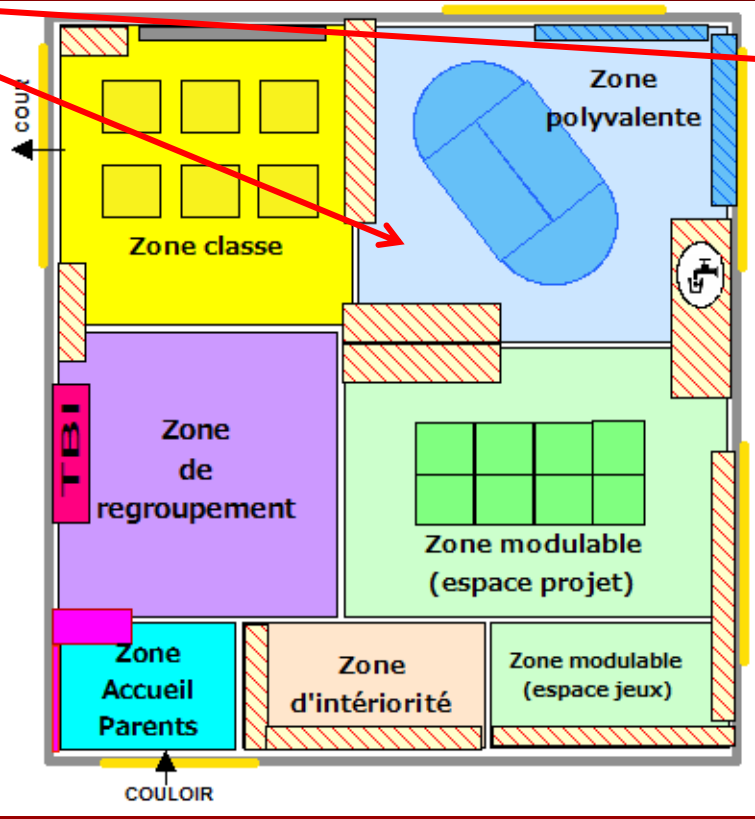 COUR
Zone
polyvalente
Zone classe
Zone
de
regroupement
TBI
Zone modulable
(espace projet)
Zone
Accueil
Parents
Zone
d'intériorité
Zone modulable
(espace jeux)
COULOIR